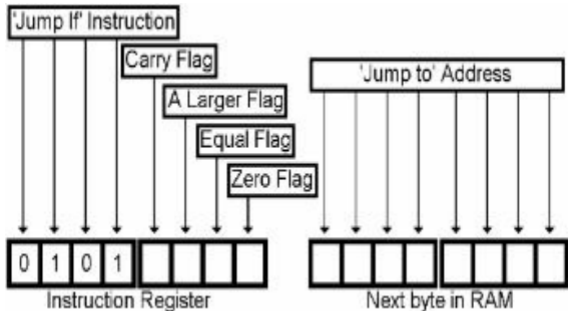 'Jump If' Instruction
Carry Flag
'Jump to' Address
A Larger Flag
Equal Flag
Zero Flag
0 1 0 1
Instruction Register
Next byte in RAM